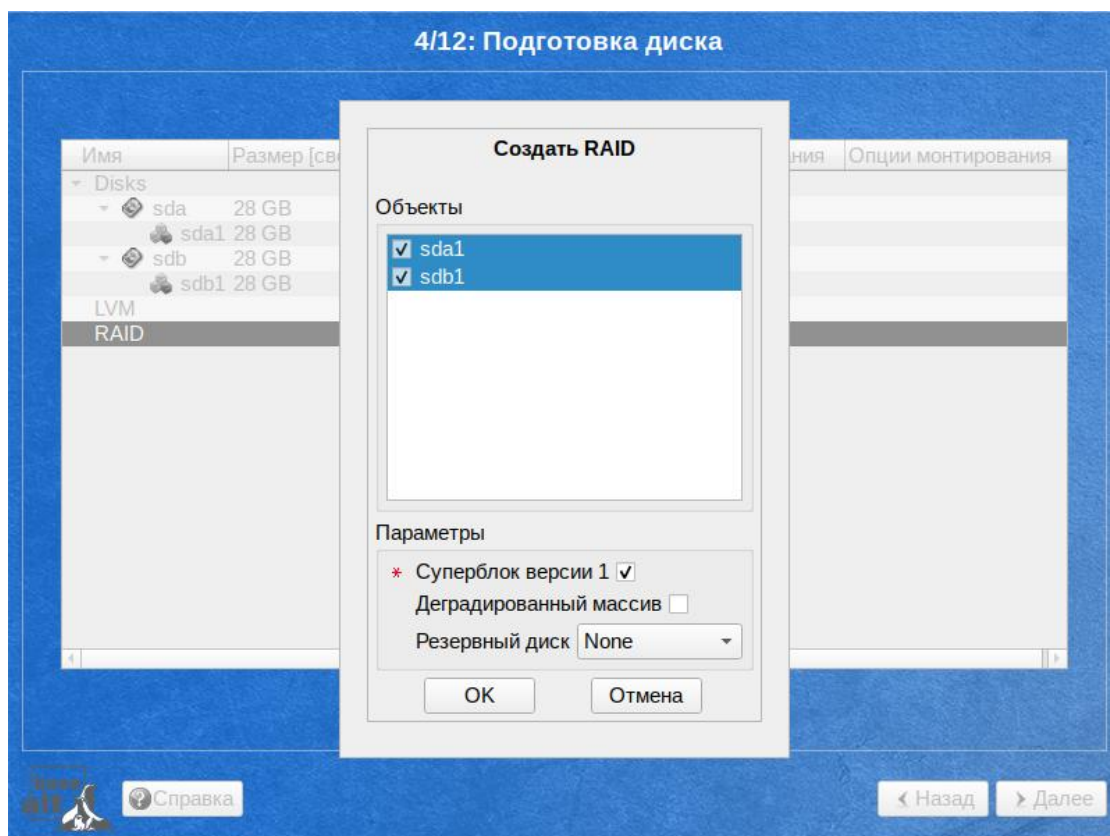 4/12: Подготовка диска
Имя Размер [сво ния Опции монтирования
Disks
sda 28 GB
sda1 28 GB
sdb 28 GB
sdb1 28 GB
LVM
RAID
Создать RAID
Объекты
sda1
sdb1
Параметры
* Суперблок версии 1
Деградированный массив
Резервный диск None
OK Отмена
Справка
Назад Далее